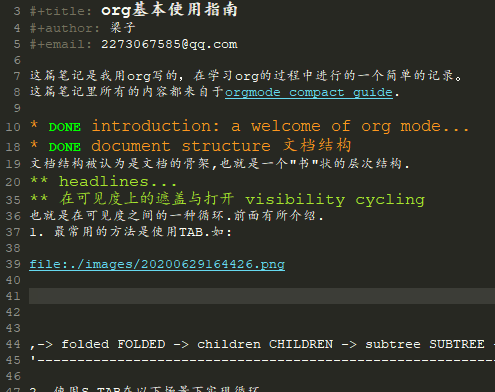 3 #+title: org基本使用指南
4 #+author: 梁子
5 #+email: 2273067585@qq.com
6
7 这篇笔记是我用org写的, 在学习org的过程中进行的一个简单的记录。
8 这篇笔记里所有的内容都来自于orgmode compact guide.
9
10 * DONE introduction: a welcome of org mode...
18 * DONE document structure 文档结构
19 文档结构被认为是文档的骨架,也就是一个"书"状的层次结构.
20 ** headlines...
35 ** 在可见度上的遮盖与打开 visibility cycling
36 也就是在可见度之间的一种循环.前面有所介绍.
37 1. 最常用的方法是使用TAB.如:
38
39 file:./images/20200629164426.png
40
41
42
43
44 ,-> folded FOLDED -> children CHILDREN -> subtree SUBTREE -
45 '-----------------------------------------------------------
46
47 2. 使用S-TAB在以下场景下实现循环